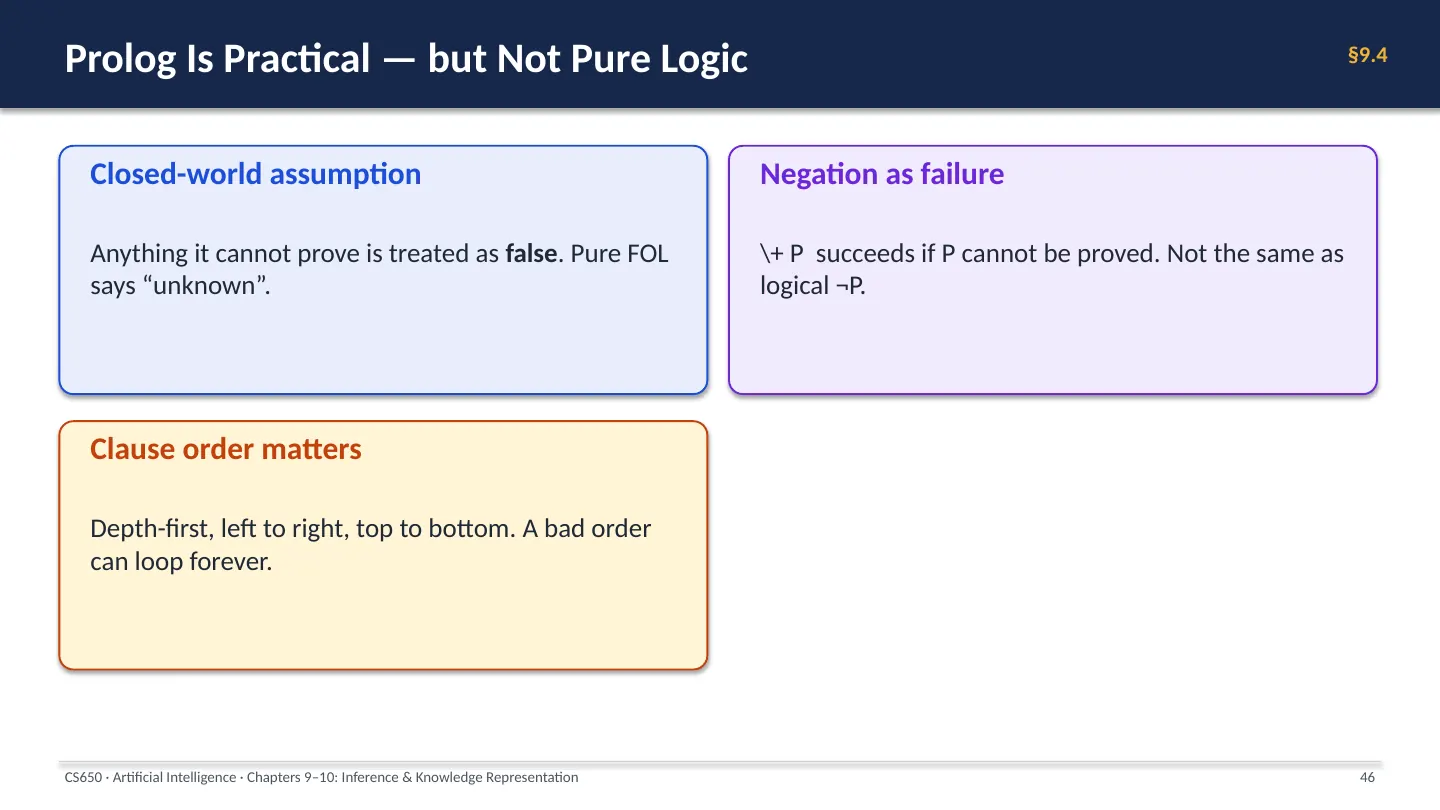 Prolog Is Practical — but Not Pure Logic
§9.4
Closed-world assumption
Anything it cannot prove is treated as false. Pure FOL
says “unknown”.
Negation as failure
\+ P  succeeds if P cannot be proved. Not the same as
logical ¬P.
Clause order matters
Depth-first, left to right, top to bottom. A bad order
can loop forever.
CS650 · Artificial Intelligence · Chapters 9–10: Inference & Knowledge Representation
46